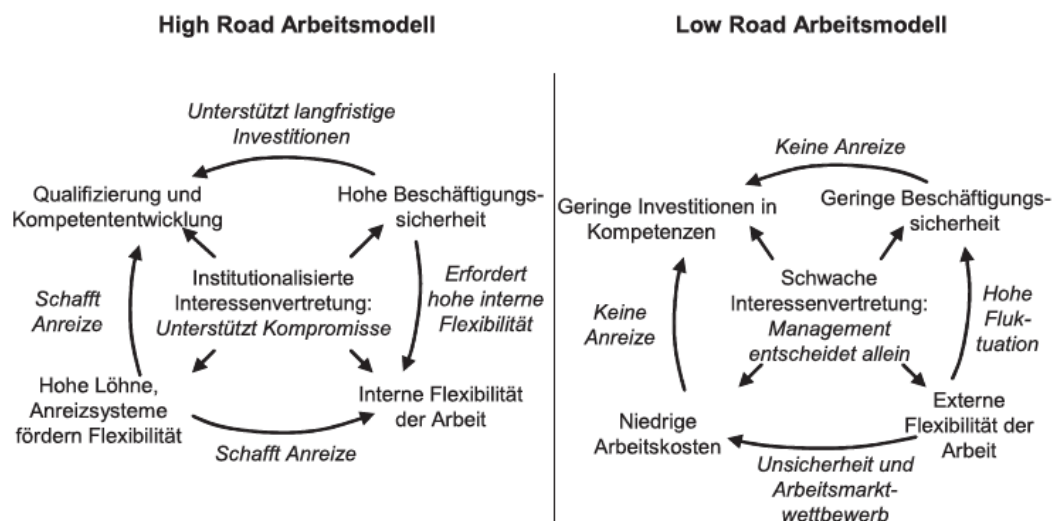 High Road Arbeitsmodell
Unterstützt langfristige
Investitionen
Qualifizierung und
Kompetententwicklung
Hohe Beschäftigungs-
sicherheit
Institutionalisierte
Interessenvertretung:
Unterstützt Kompromisse
Schafft
Anreize
Erfordert
hohe interne
Flexibilität
Hohe Löhne,
Anreizsysteme
fördern Flexibilität
Interne Flexibilität
der Arbeit
Schafft Anreize
Low Road Arbeitsmodell
Keine Anreize
Geringe Investitionen in
Kompetenzen
Geringe Beschäftigungs-
sicherheit
Schwache
Interessenvertretung:
Management
entscheidet allein
Keine
Anreize
Hohe
Fluk-
tuation
Niedrige
Arbeitskosten
Externe
Flexibilität der
Arbeit
Unsicherheit und
Arbeitsmarkt-
wettbewerb